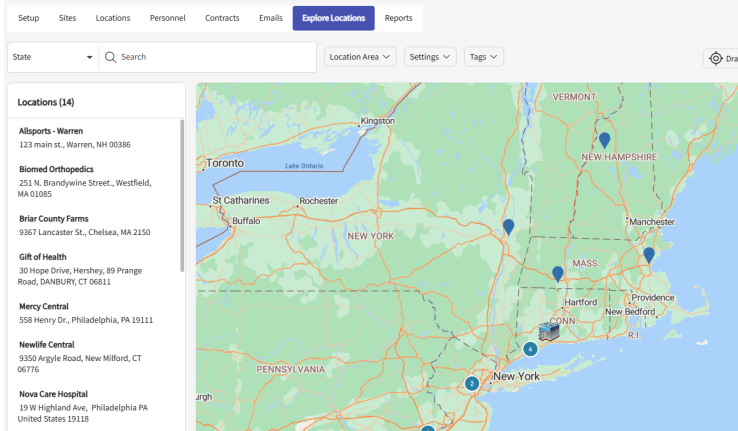 Setup Sites Locations Personnel Contracts Emails Explore Locations Reports
State Search Location Area Settings Tags Dra
Locations (14)
Allsports - Warren
123 main st., Warren, NH 00386
Biomed Orthopedics
251 N. Brandywine Street., Westfield,
MA 01085
Briar County Farms
9367 Lancaster St., Chelsea, MA 2150
Gift of Health
30 Hope Drive, Hershey, 89 Prange
Road, DANBURY, CT 06811
Mercy Central
558 Henry Dr., Philadelphia, PA 19111
Newlife Central
9350 Argyle Road, New Milford, CT
06776
Nova Care Hospital
19 W Highland Ave, Philadelphia PA
United States 19118
VERMONT
Kingston
NEW HAMPSHIRE
Toronto
Lake Ontario
St Catharines
Rochester
Buffalo
Manchester
NEW YORK
MASS
Hartford
Providence
New Bedford
CONN.
R.I.
4
PENNSYLVANIA
New York
2
urgh